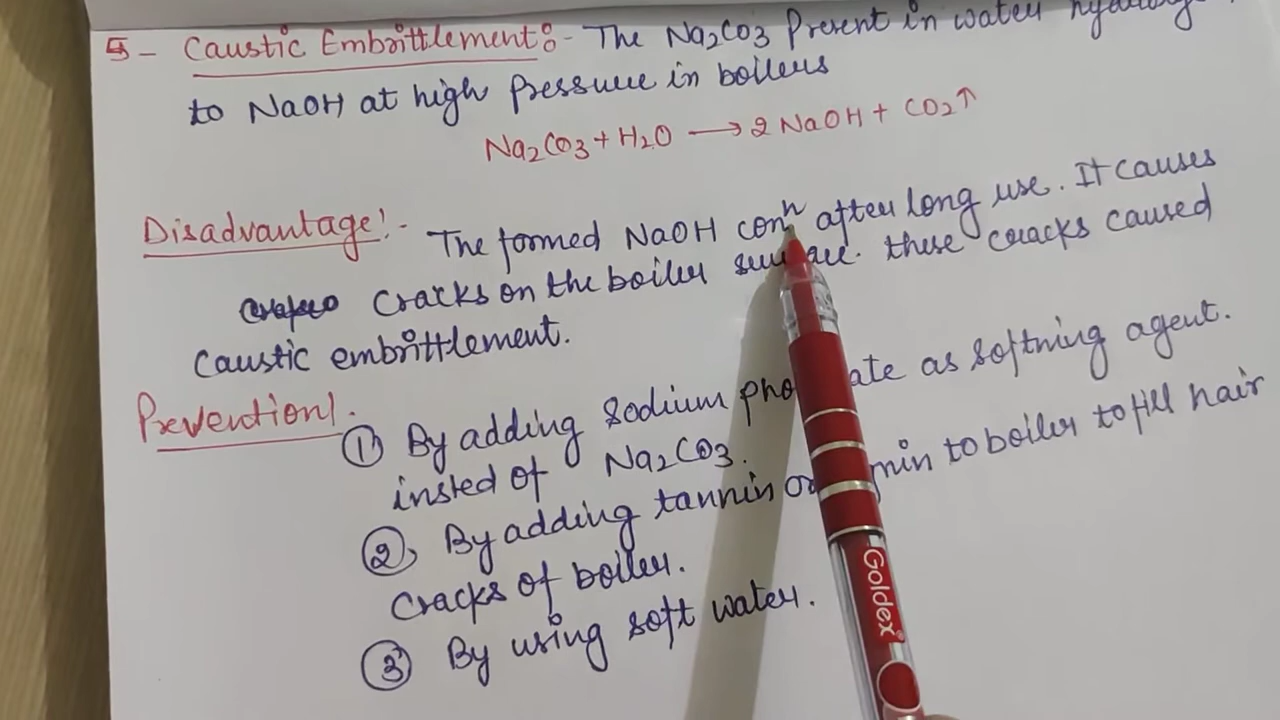 5- Caustic Embrittlement:- The Na2CO3 Present in water
to NaOH at high Pressure in boilers
Na2CO3 + H2O → 2 NaOH + CO2↑
Disadvantage!- The formed NaOH conn after long use. It causes
Cracks on the boiler these cracks caused
Caustic embrittlement.
Prevention!-
① By adding Sodium as softning agent.
insted of Na2CO3.
②, By adding tannin to boiler to fill hair
Cracks of boiler.
③ By using soft water.
Goldex